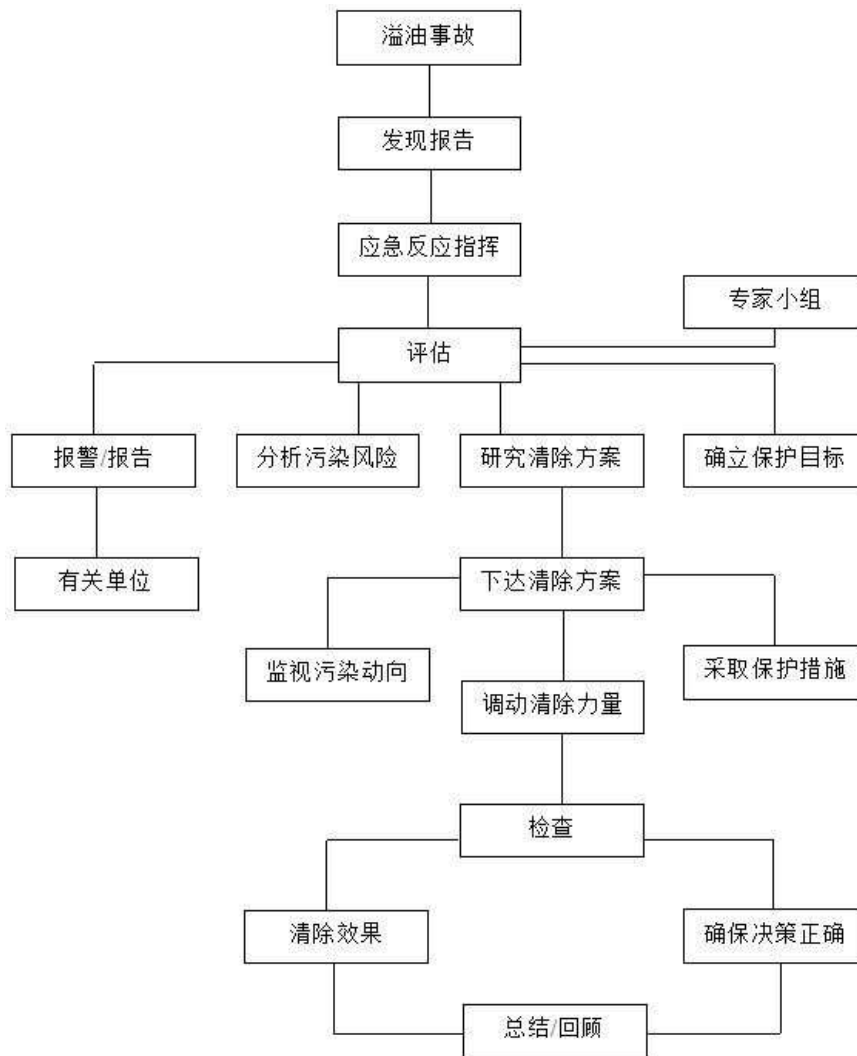 溢油事故
发现报告
应急反应指挥
专家小组
评估
报警/报告
分析污染风险
研究清除方案
确立保护目标
有关单位
下达清除方案
监视污染动向
采取保护措施
调动清除力量
检查
清除效果
确保决策正确
总结/回顾